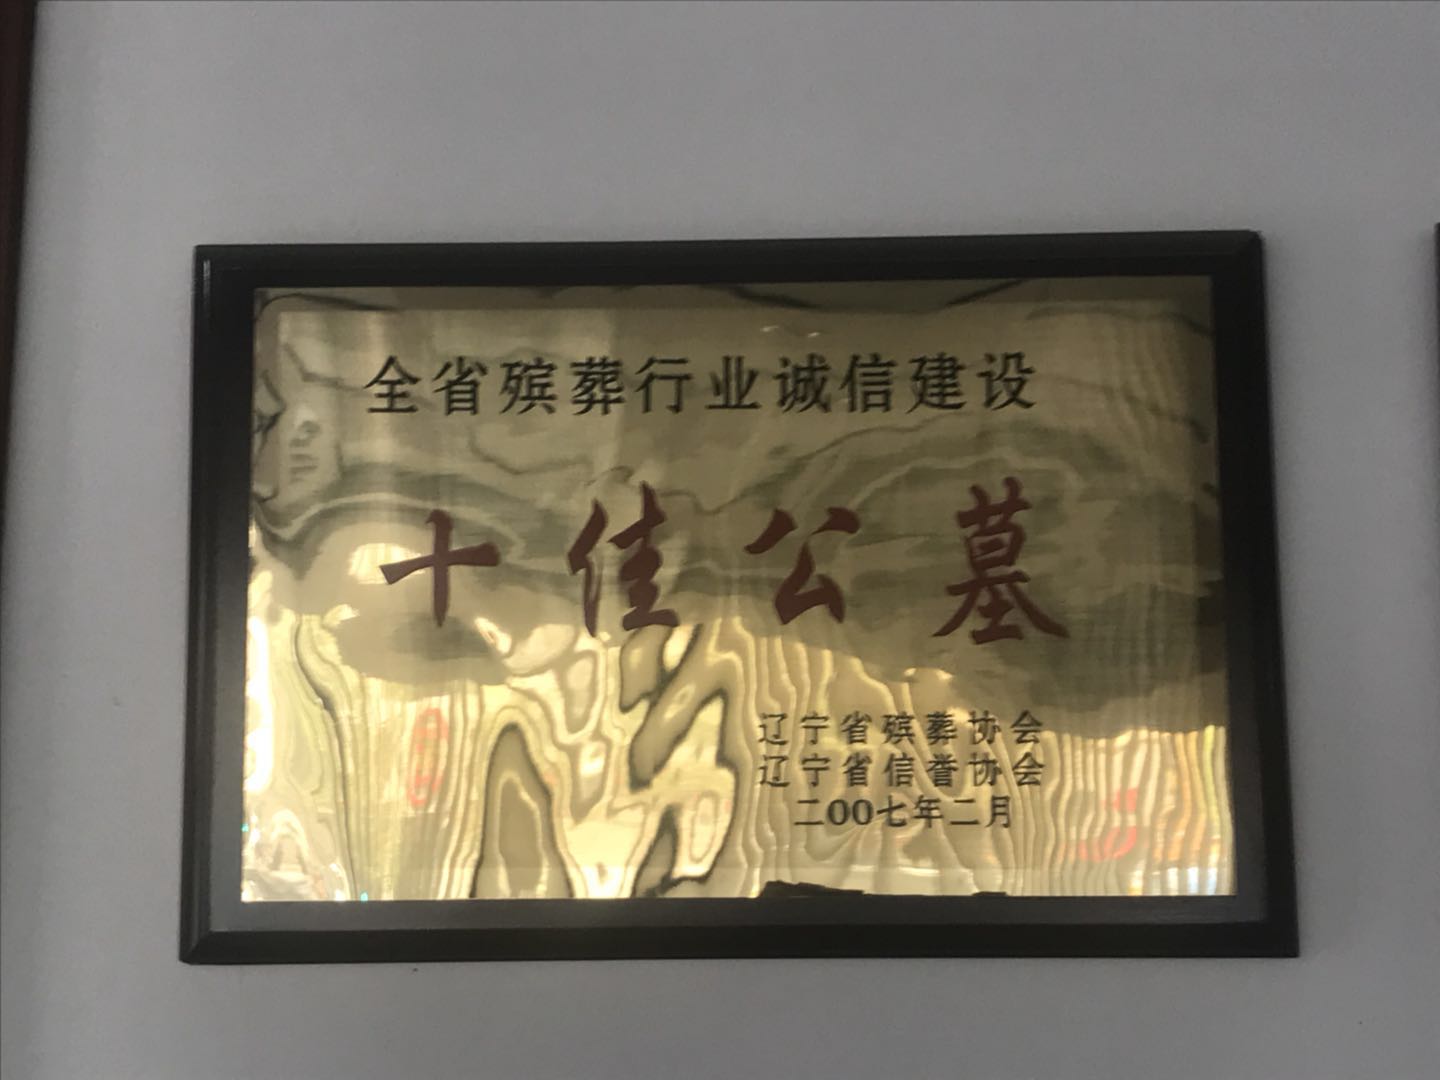 全省殡葬行业诚信建设
十佳公墓
辽宁省殡葬协会
辽宁省信誉协会
二00七年二月